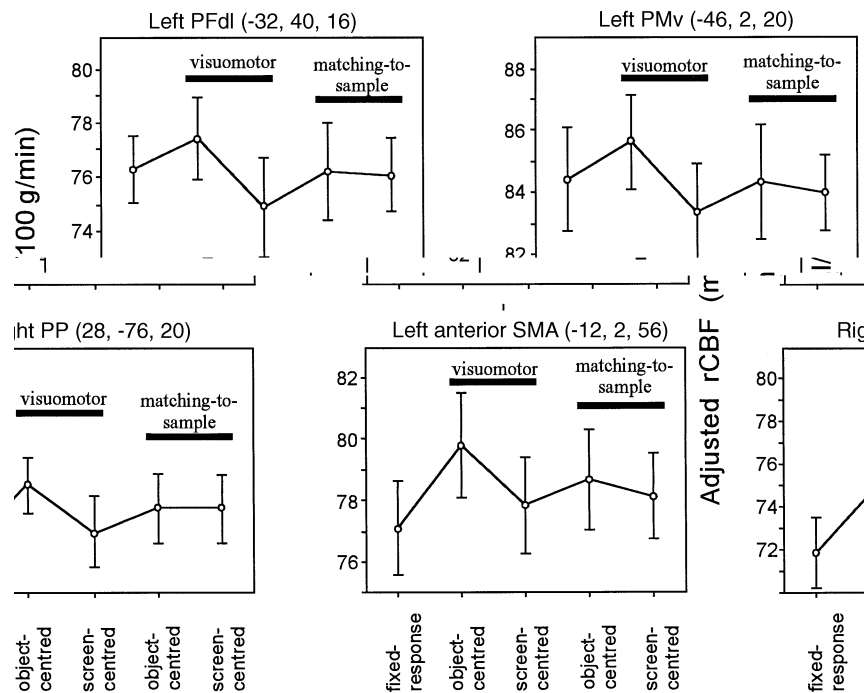 Left PFdl (-32, 40, 16)
Left PMv (-46, 2, 20)
80
visuomotor
matching-to-
sample
78
76
74
100 g/min)
88
visuomotor
matching-to-
sample
86
84
ht PP (28, -76, 20)
Left anterior SMA (-12, 2, 56)
Rig
visuomotor
matching-to-
sample
82
visuomotor
matching-to-
sample
80
78
76
Adjusted rCBF (m
80
78
76
74
72
object-
centred
screen-
centred
object-
centred
screen-
centred
fixed-
response
object-
centred
screen-
centred
object-
centred
screen-
centred
fixed-
response